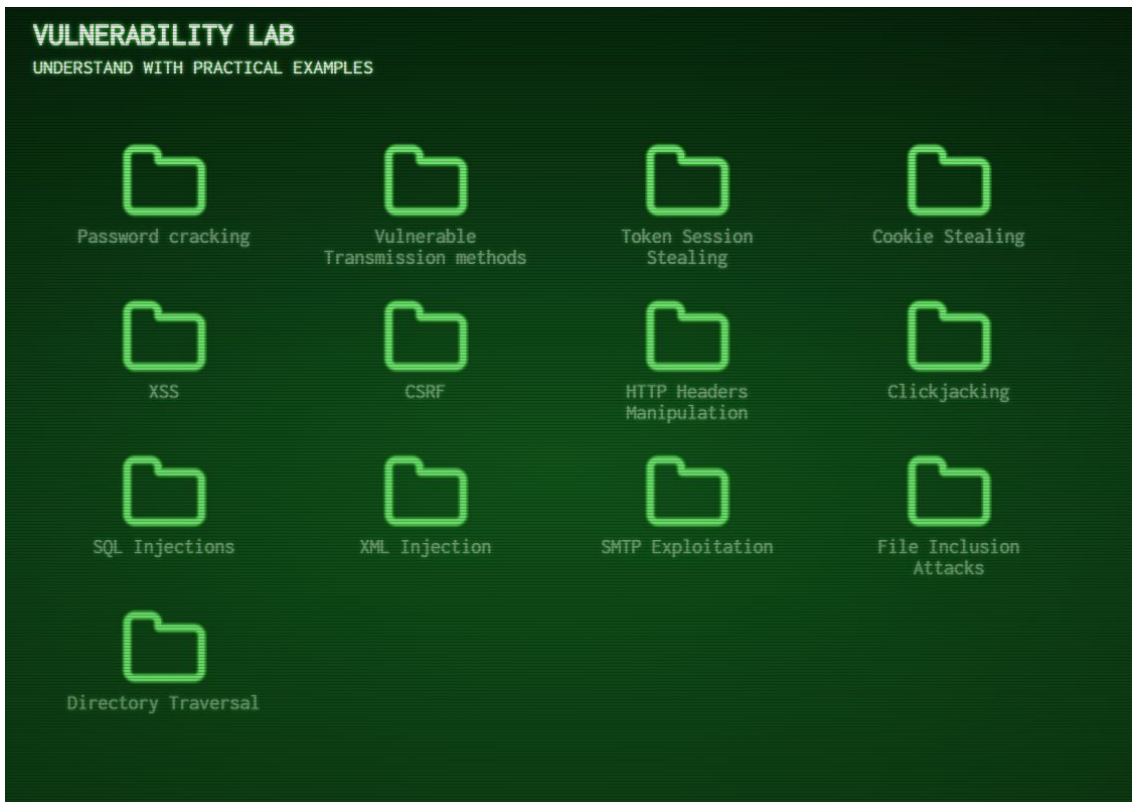 VULNERABILITY LAB
UNDERSTAND WITH PRACTICAL EXAMPLES
Password cracking
Vulnerable
Transmission methods
Token Session
Stealing
Cookie Stealing
XSS
CSRF
HTTP Headers
Manipulation
Clickjacking
SQL Injections
XML Injection
SMTP Exploitation
File Inclusion
Attacks
Directory Traversal